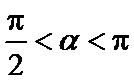 π/2 < α < π